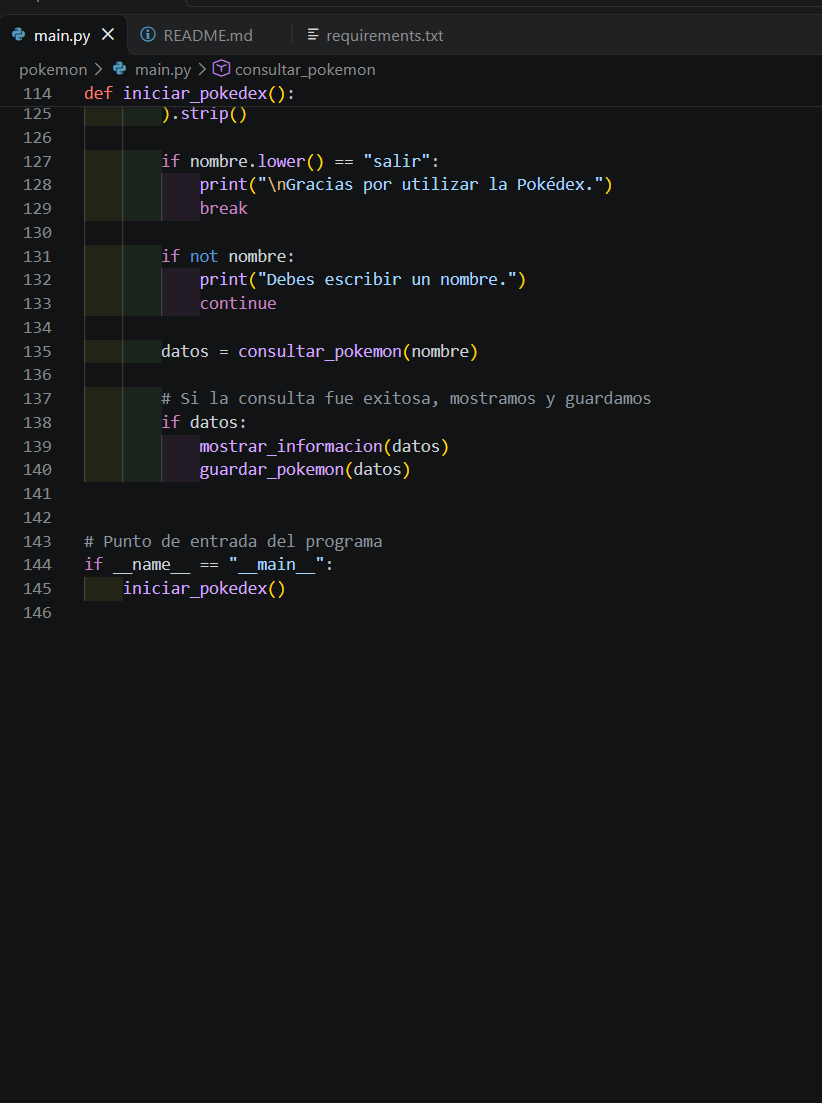 main.py
README.md
requirements.txt
pokemon > main.py > consultar_pokemon
114 def iniciar_pokedex():
125         ).strip()
126
127         if nombre.lower() == "salir":
128             print("\nGracias por utilizar la Pokédex.")
129             break
130
131         if not nombre:
132             print("Debes escribir un nombre.")
133             continue
134
135         datos = consultar_pokemon(nombre)
136
137         # Si la consulta fue exitosa, mostramos y guardamos
138         if datos:
139             mostrar_informacion(datos)
140             guardar_pokemon(datos)
141
142
143 # Punto de entrada del programa
144 if __name__ == "__main__":
145     iniciar_pokedex()
146